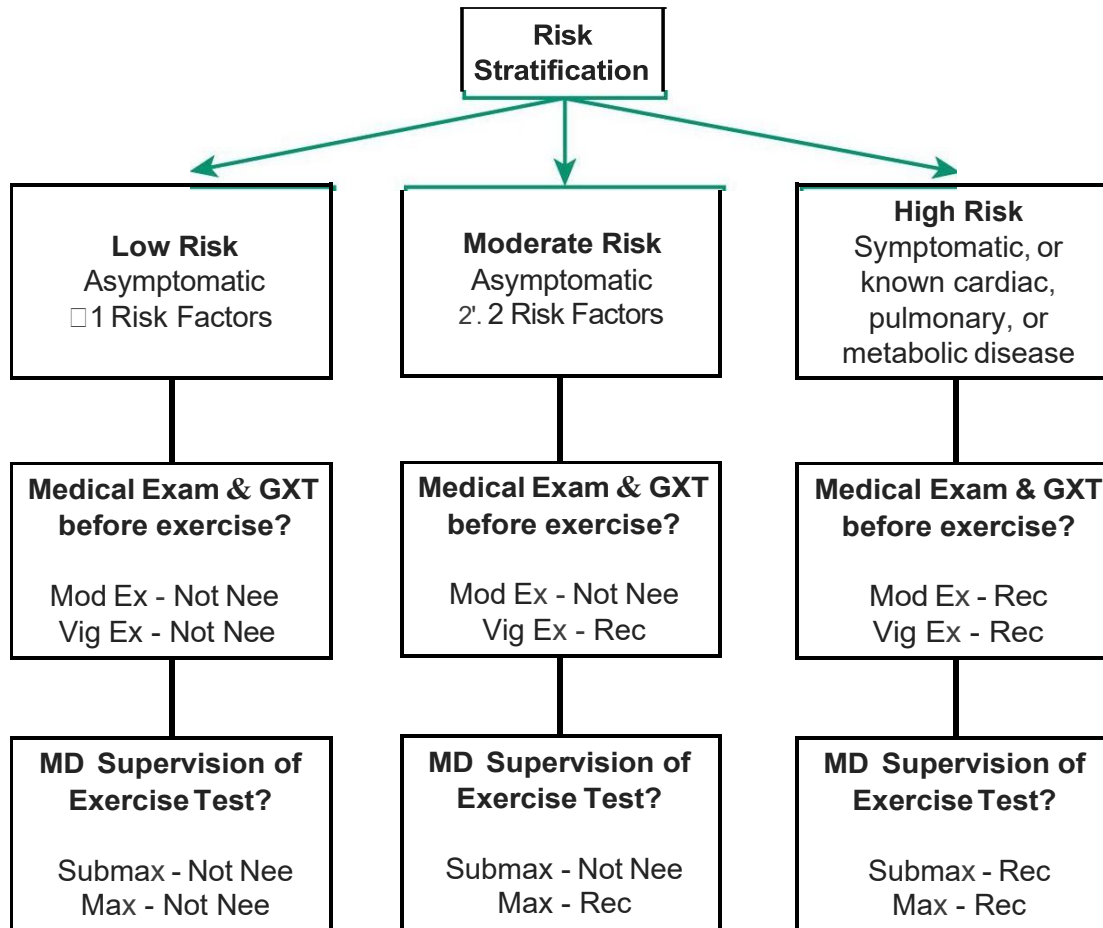 Risk
Stratification
Low Risk
Asymptomatic
□1 Risk Factors
Moderate Risk
Asymptomatic
2'. 2 Risk Factors
High Risk
Symptomatic, or
known cardiac,
pulmonary, or
metabolic disease
Medical Exam & GXT
before exercise?
Mod Ex - Not Nee
Vig Ex - Not Nee
Medical Exam & GXT
before exercise?
Mod Ex - Not Nee
Vig Ex - Rec
Medical Exam & GXT
before exercise?
Mod Ex - Rec
Vig Ex - Rec
MD Supervision of
Exercise Test?
Submax - Not Nee
Max - Not Nee
MD Supervision of
Exercise Test?
Submax - Not Nee
Max - Rec
MD Supervision of
Exercise Test?
Submax - Rec
Max - Rec